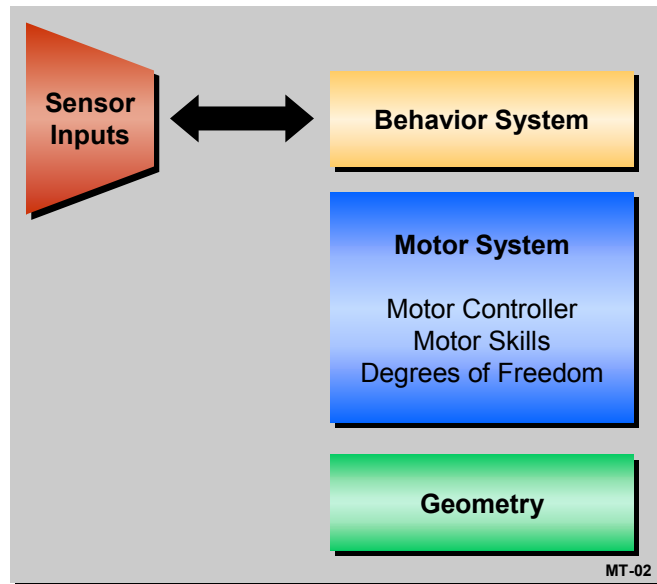 Sensor
Inputs
Behavior System
Motor System
Motor Controller
Motor Skills
Degrees of Freedom
Geometry
MT-02